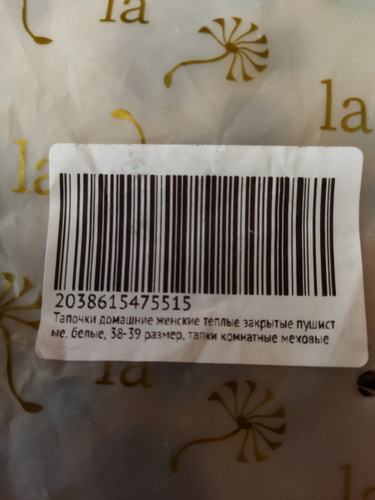 la
la
la
2038615475515
Тапочки домашние женские теплые закрытые пушист
ые, белые, 38-39 размер, тапки комнатные меховые
la
la